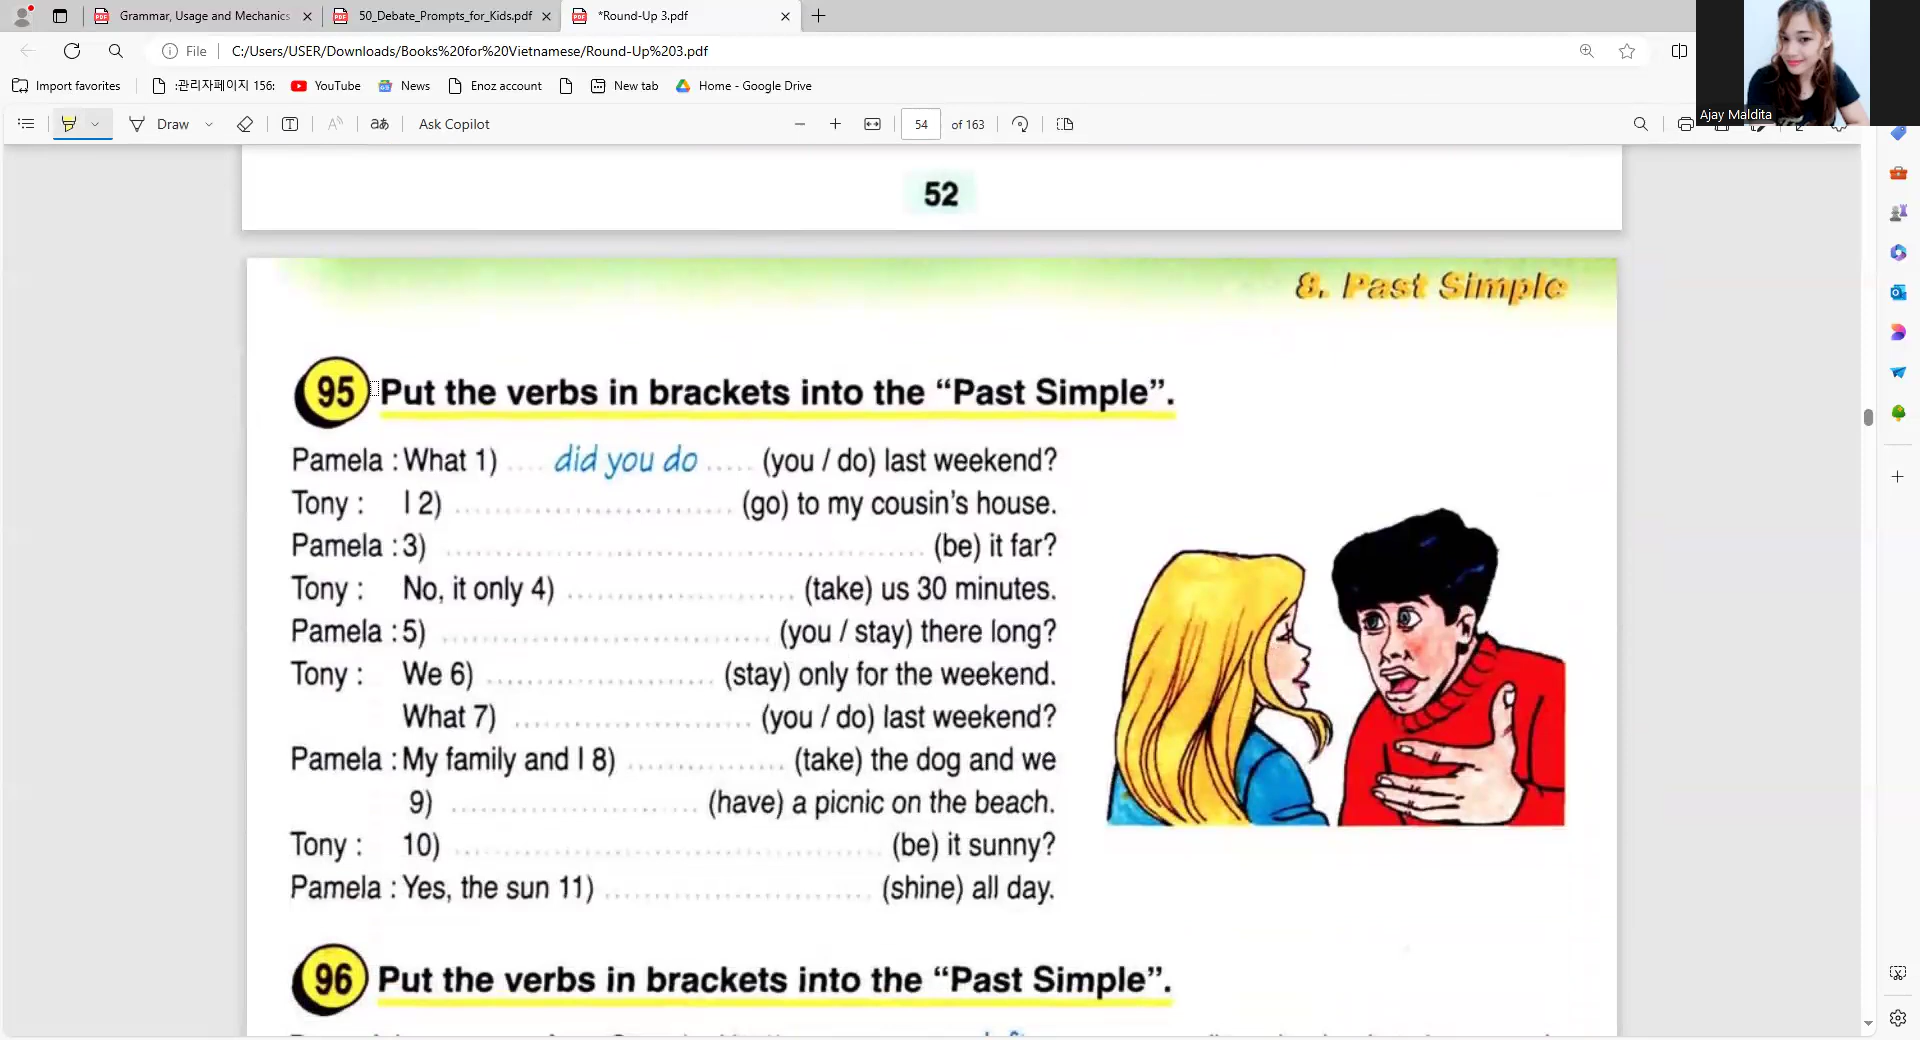 Grammar, Usage and Mechanics
50_Debate_Prompts_for_Kids.pdf
*Round-Up 3.pdf
File
C:/Users/USER/Downloads/Books%20for%20Vietnamese/Round-Up%203.pdf
Import favorites
:관리자페이지 156:
YouTube
News
Enoz account
New tab
Home - Google Drive
Ajay Maldita
Draw
Ask Copilot
54
of 163
52
8. Past Simple
95 Put the verbs in brackets into the “Past Simple”.
Pamela : What 1) .... did you do ..... (you / do) last weekend?
Tony : I 2) .............................. (go) to my cousin’s house.
Pamela : 3) .................................................... (be) it far?
Tony : No, it only 4) ......................... (take) us 30 minutes.
Pamela : 5) .................................... (you / stay) there long?
Tony : We 6) ......................... (stay) only for the weekend.
What 7) .......................... (you / do) last weekend?
Pamela : My family and I 8) ................. (take) the dog and we
9) ........................... (have) a picnic on the beach.
Tony : 10) ............................................... (be) it sunny?
Pamela : Yes, the sun 11) ............................. (shine) all day.
96 Put the verbs in brackets into the “Past Simple”.